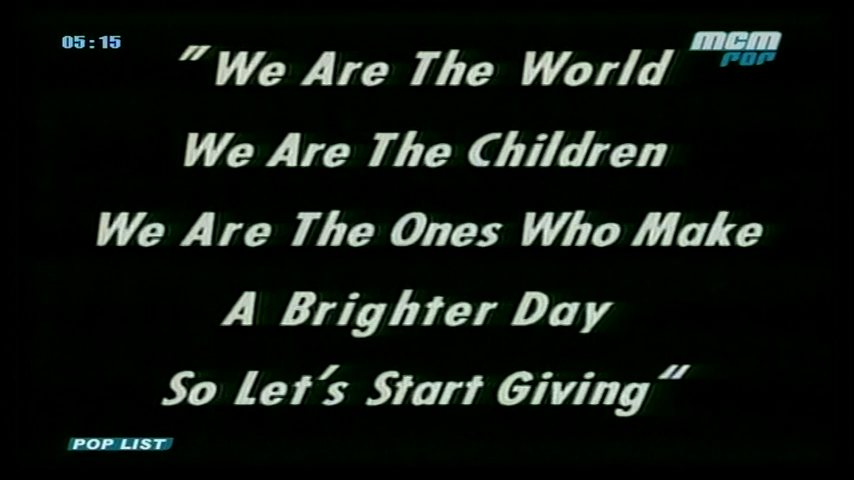 05:15
mcm
pop
"We Are The World
We Are The Children
We Are The Ones Who Make
A Brighter Day
So Let's Start Giving"
POP LIST